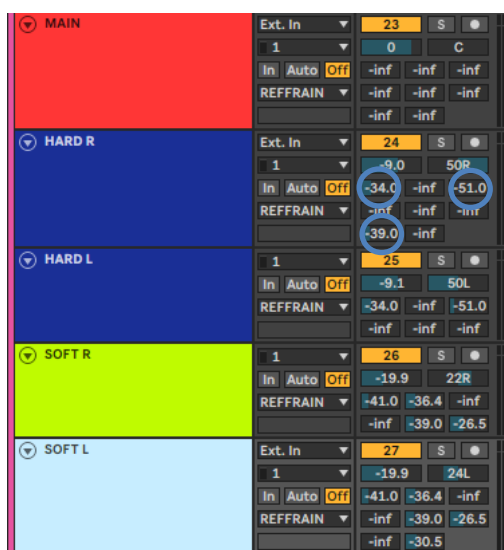 MAIN Ext. In 23 S
1 0 C
In Auto Off -inf -inf -inf
REFFRAIN -inf -inf -inf
-inf -inf
HARD R Ext. In 24 S
1 -9.0 50R
In Auto Off -34.0 -inf -51.0
REFFRAIN -inf -inf -inf
-39.0 -inf
HARD L 1 25 S
In Auto Off -9.1 50L
REFFRAIN -34.0 -inf -51.0
-inf -inf -inf
SOFT R 1 26 S
In Auto Off -19.9 22R
REFFRAIN -41.0 -36.4 -inf
-inf -39.0 -26.5
SOFT L Ext. In 27 S
1 -19.9 24L
In Auto Off -41.0 -36.4 -inf
REFFRAIN -inf -39.0 -26.5
-inf -30.5